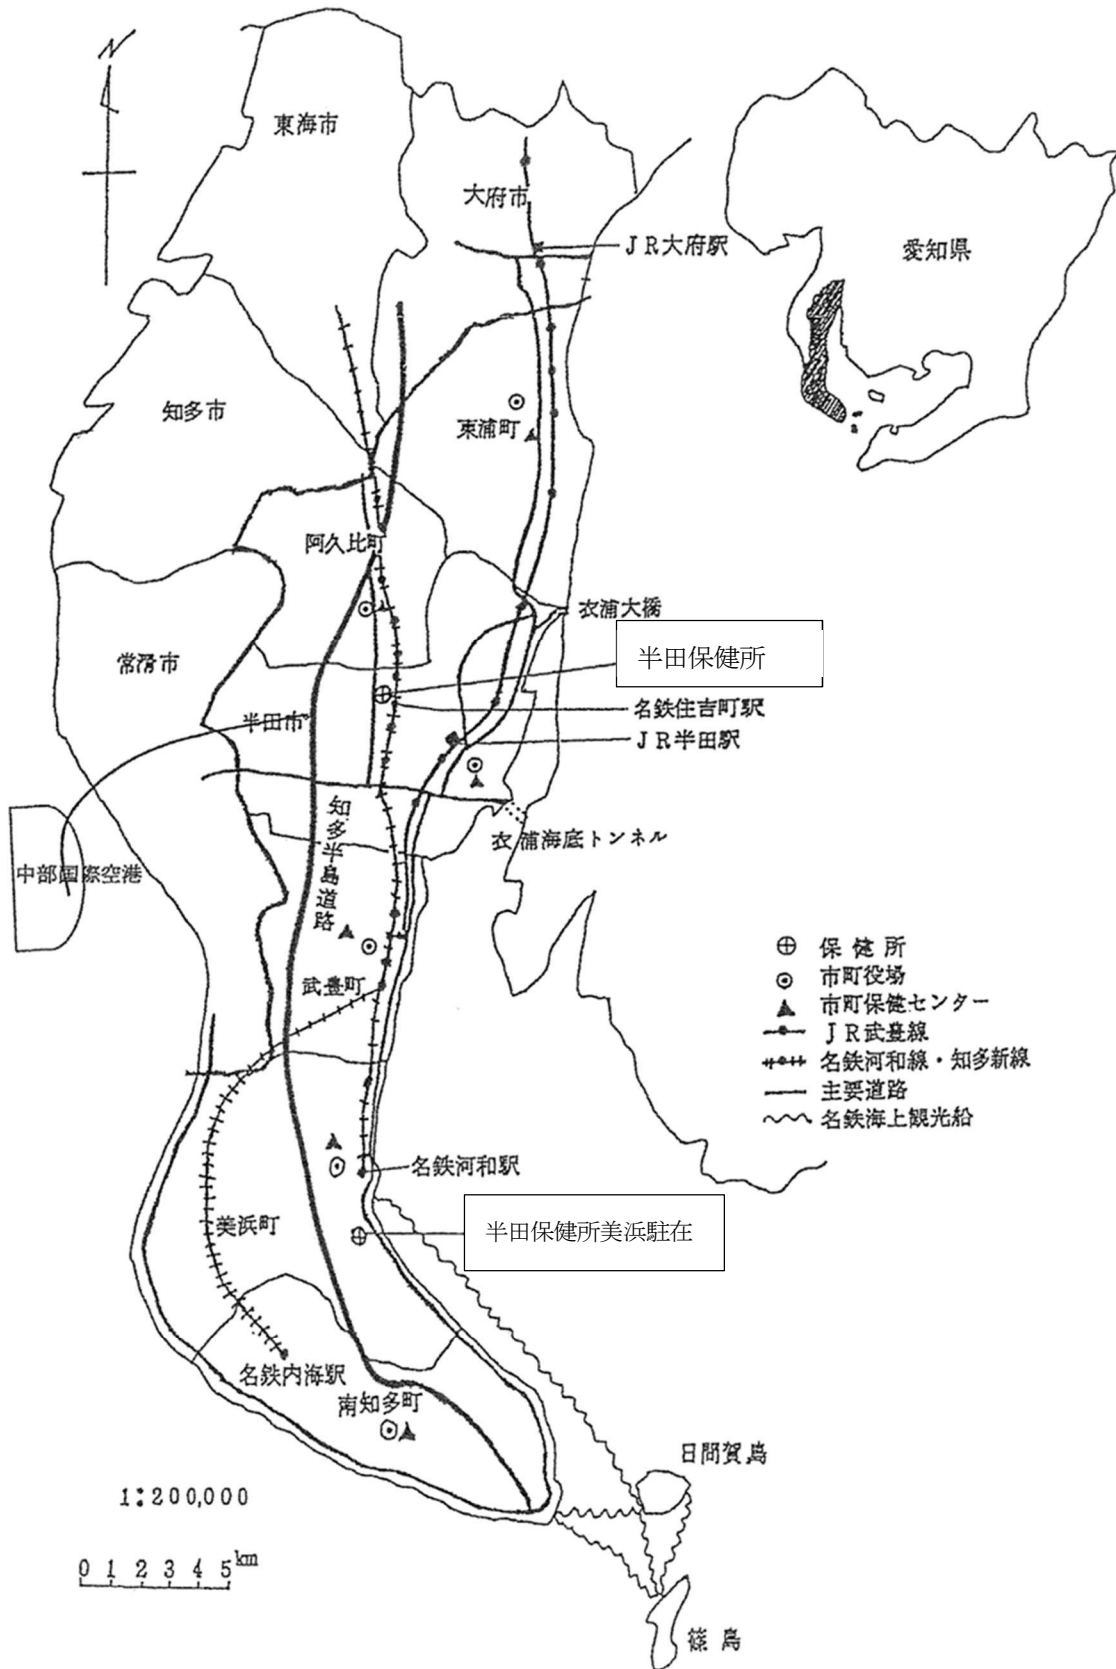 N
東海市
大府市
JR大府駅
愛知県
知多市
東浦町
阿久比町
衣浦大橋
半田保健所
常滑市
名鉄住吉町駅
半田市
JR半田駅
知多半島道路
衣浦海底トンネル
中部国際空港
保健所
市町役場
市町保健センター
武豊町
JR武豊線
名鉄河和線・知多新線
主要道路
名鉄海上観光船
名鉄河和駅
美浜町
半田保健所美浜駐在
名鉄内海駅
南知多町
日間賀島
1:200,000
0 1 2 3 4 5km
篠島